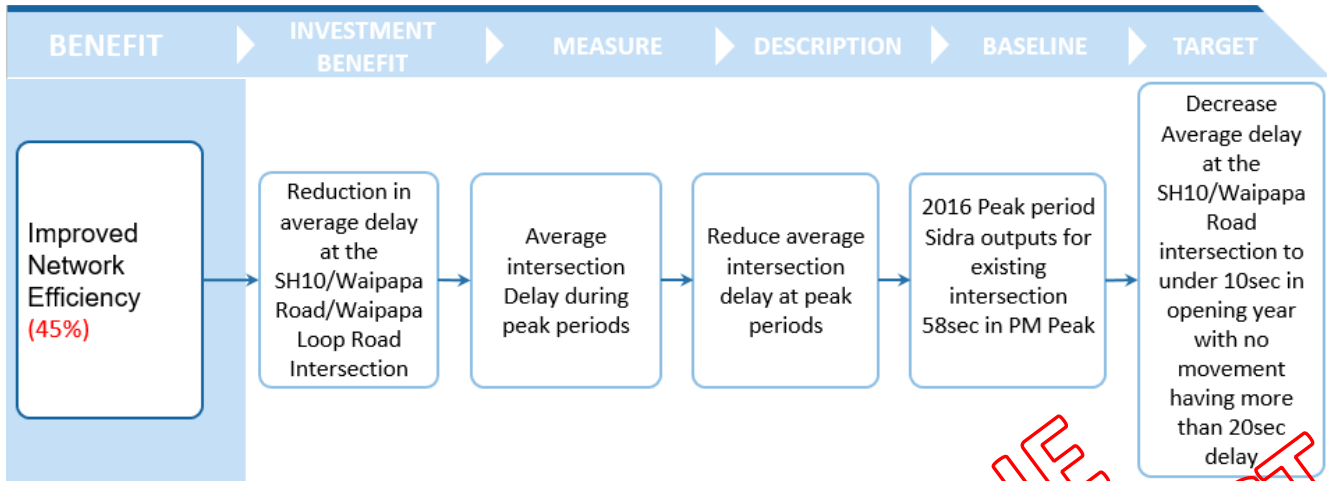 BENEFIT
INVESTMENT
BENEFIT
MEASURE
DESCRIPTION
BASELINE
TARGET
Improved
Network
Efficiency
(45%)
Reduction in
average delay
at the
SH10/Waipapa
Road/Waipapa
Loop Road
Intersection
Average
intersection
Delay during
peak periods
Reduce average
intersection
delay at peak
periods
2016 Peak period
Sidra outputs for
existing
intersection
58sec in PM Peak
Decrease
Average delay
at the
SH10/Waipapa
Road
intersection to
under 10sec in
opening year
with no
movement
having more
than 20sec
delay